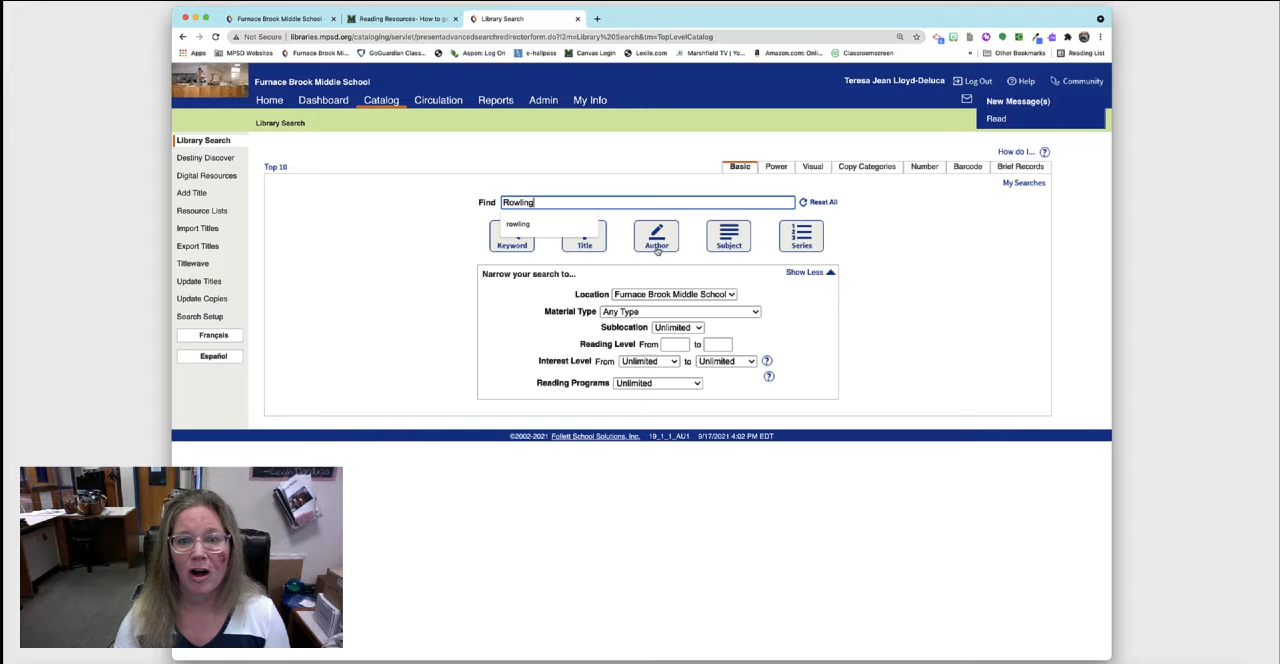 Furnace Brook Middle School -
Reading Resources- How to g
Library Search
Not Secure | libraries.mpsd.org/cataloging/servlet/presentadvancedsearchredirectorform.do?l2m=Library%20Search&tm=TopLevelCatalog
Apps MPSD Websites Furnace Brook Mi... GoGuardian Class... Aspen: Log On e-hallpass Canvas Login Lexile.com Marshfield TV | Yo... Amazon.com: Onli... Classroomscreen » Other Bookmarks Reading List
Furnace Brook Middle School
Teresa Jean Lloyd-Deluca Log Out Help Community
Home Dashboard Catalog Circulation Reports Admin My Info
New Message(s)
Read
Library Search
Library Search
Destiny Discover
Digital Resources
Add Title
Resource Lists
Import Titles
Export Titles
Titlewave
Update Titles
Update Copies
Search Setup
Français
Español
How do I... ?
Top 10
Basic Power Visual Copy Categories Number Barcode Brief Records
My Searches
Find Rowling Reset All
rowling
Keyword Title Author Subject Series
Narrow your search to... Show Less
Location Furnace Brook Middle School
Material Type Any Type
Sublocation Unlimited
Reading Level From to
Interest Level From Unlimited to Unlimited ?
?
Reading Programs Unlimited
©2002-2021 Follett School Solutions, Inc. 19_1_1_AU1 9/17/2021 4:02 PM EDT